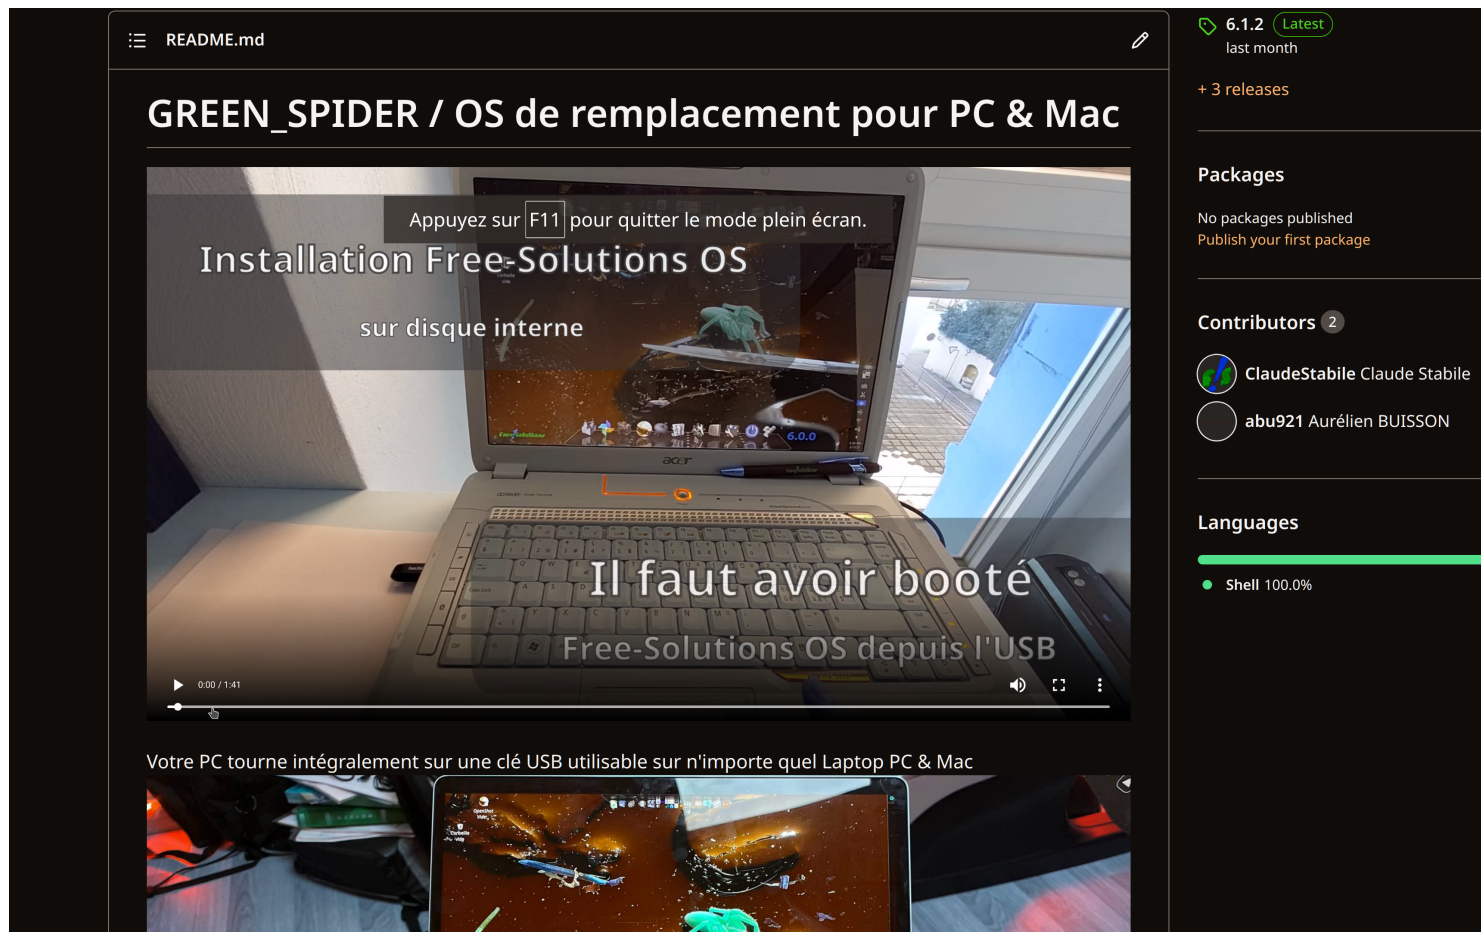 README.md
GREEN_SPIDER / OS de remplacement pour PC & Mac
Appuyez sur F11 pour quitter le mode plein écran.
Installation Free-Solutions OS
sur disque interne
6.0.0
acer
Il faut avoir booté
Free-Solutions OS depuis l'USB
0:00 / 1:41
Votre PC tourne intégralement sur une clé USB utilisable sur n'importe quel Laptop PC & Mac
OpenShot
Corbeille
vide
6.1.2 Latest
last month
+ 3 releases
Packages
No packages published
Publish your first package
Contributors 2
ClaudeStabile Claude Stabile
abu921 Aurélien BUISSON
Languages
Shell 100.0%